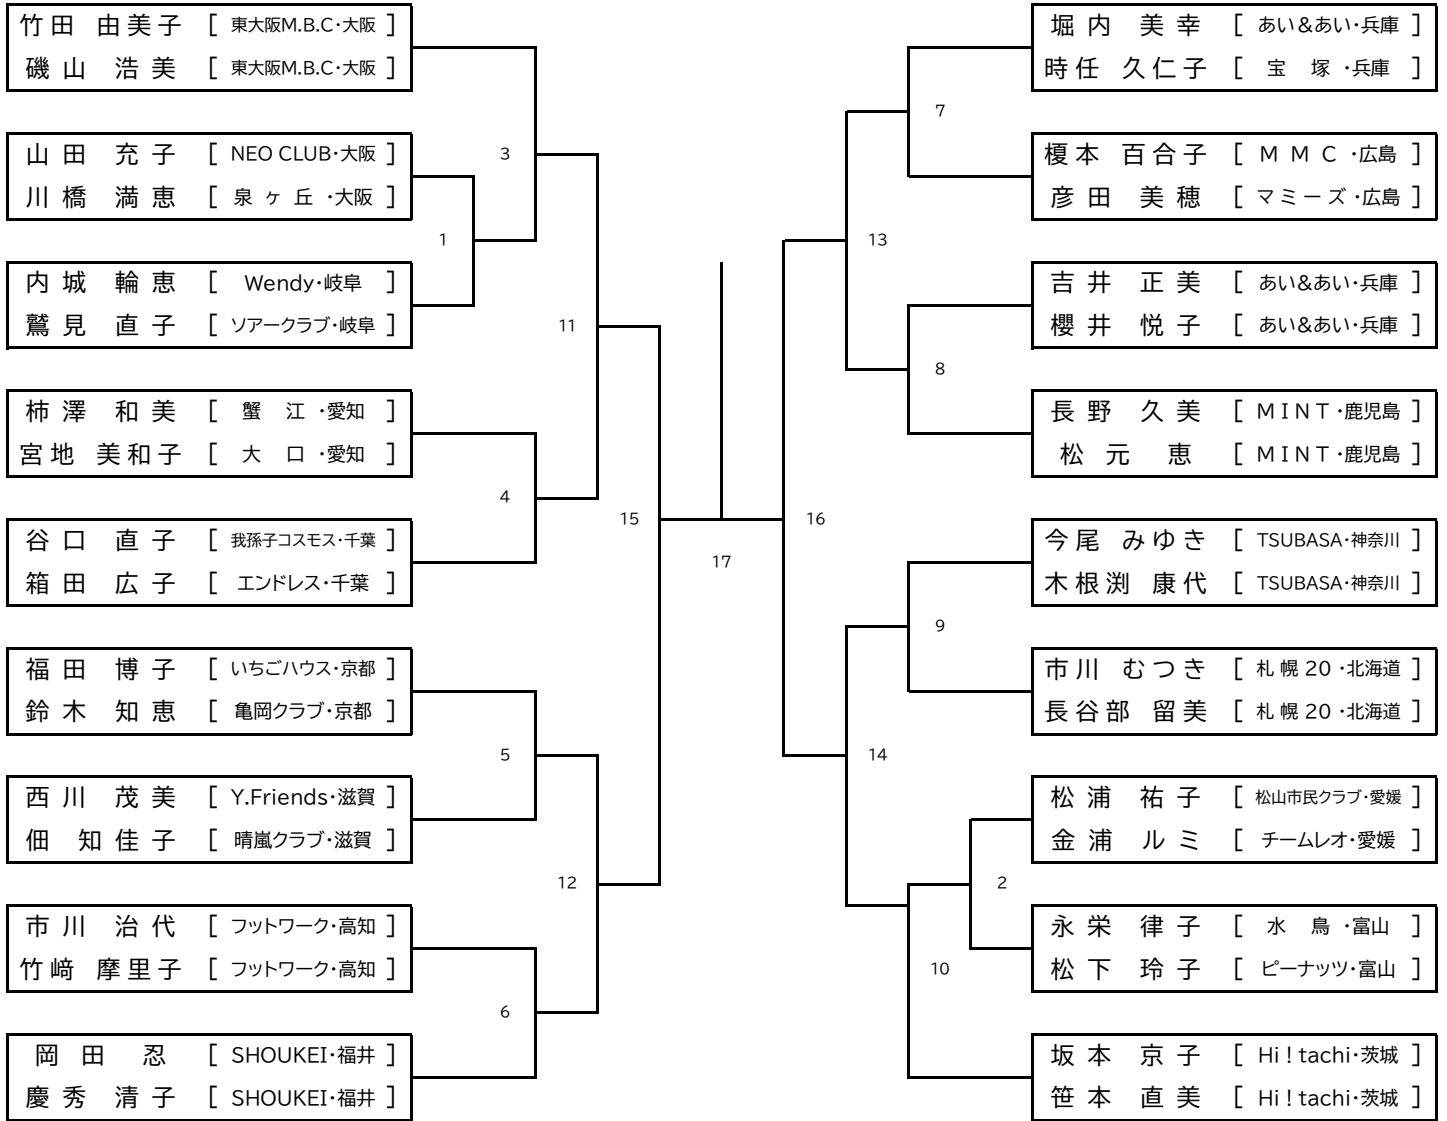 竹田 由美子 [ 東大阪M.B.C・大阪 ]
磯山 浩美 [ 東大阪M.B.C・大阪 ]
山田 充子 [ NEO CLUB・大阪 ]
川橋 満恵 [ 泉ヶ丘・大阪 ]
内城 輪恵 [ Wendy・岐阜 ]
鷲見 直子 [ ソアークラブ・岐阜 ]
柿澤 和美 [ 蟹江・愛知 ]
宮地 美和子 [ 大口・愛知 ]
谷口 直子 [ 我孫子コスモス・千葉 ]
箱田 広子 [ エンドレス・千葉 ]
福田 博子 [ いちごハウス・京都 ]
鈴木 知恵 [ 亀岡クラブ・京都 ]
西川 茂美 [ Y.Friends・滋賀 ]
佃 知佳子 [ 晴嵐クラブ・滋賀 ]
市川 治代 [ フットワーク・高知 ]
竹﨑 摩里子 [ フットワーク・高知 ]
岡田 忍 [ SHOUKEI・福井 ]
慶秀 清子 [ SHOUKEI・福井 ]
1
3
4
5
6
11
12
15
17
16
13
14
7
8
9
2
10
堀内 美幸 [ あい&あい・兵庫 ]
時任 久仁子 [ 宝塚・兵庫 ]
榎本 百合子 [ MMC・広島 ]
彦田 美穂 [ マミーズ・広島 ]
吉井 正美 [ あい&あい・兵庫 ]
櫻井 悦子 [ あい&あい・兵庫 ]
長野 久美 [ MINT・鹿児島 ]
松元 恵 [ MINT・鹿児島 ]
今尾 みゆき [ TSUBASA・神奈川 ]
木根渕 康代 [ TSUBASA・神奈川 ]
市川 むつき [ 札幌20・北海道 ]
長谷部 留美 [ 札幌20・北海道 ]
松浦 祐子 [ 松山市民クラブ・愛媛 ]
金浦 ルミ [ チームレオ・愛媛 ]
永栄 律子 [ 水鳥・富山 ]
松下 玲子 [ ピーナッツ・富山 ]
坂本 京子 [ Hi!tachi・茨城 ]
笹本 直美 [ Hi!tachi・茨城 ]